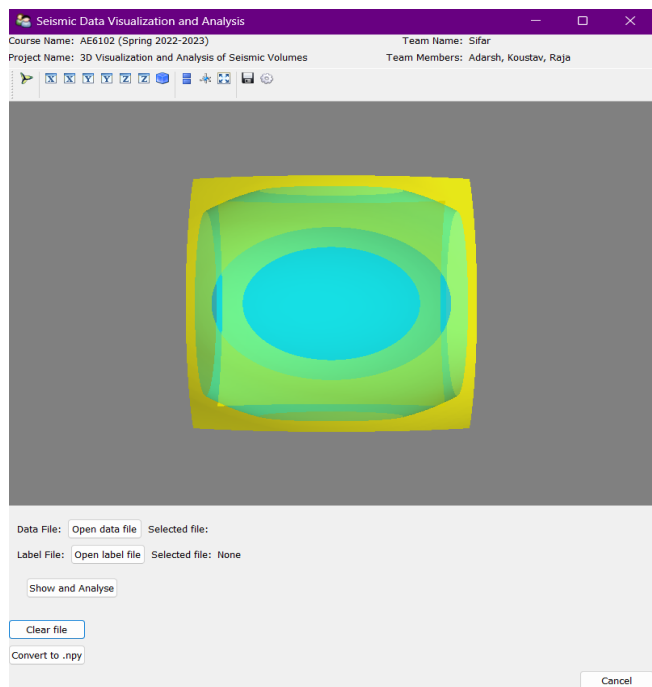 Seismic Data Visualization and Analysis
Course Name: AE6102 (Spring 2022-2023) Team Name: Sifar
Project Name: 3D Visualization and Analysis of Seismic Volumes Team Members: Adarsh, Koustav, Raja
X X Y Y Z Z
Data File: Open data file Selected file:
Label File: Open label file Selected file: None
Show and Analyse
Clear file
Convert to .npy
Cancel